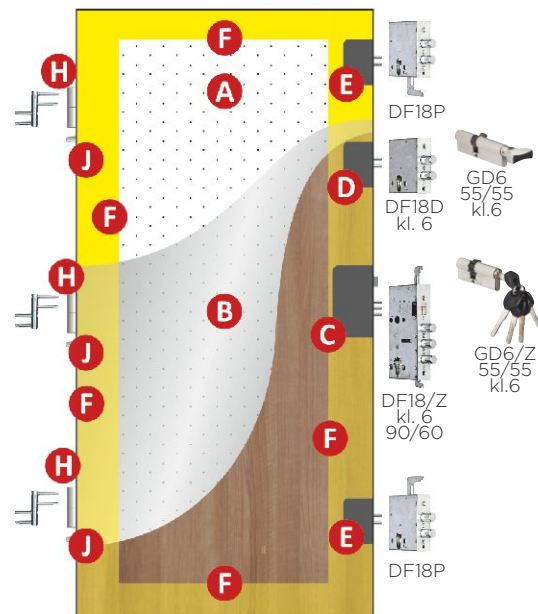 F
H
A
E
DF18P
J
D
GD6
55/55
kl.6
DF18D
kl. 6
F
H
B
C
GD6/Z
55/55
kl.6
J
F
DF18/Z
kl. 6
90/60
F
H
E
J
DF18P
F